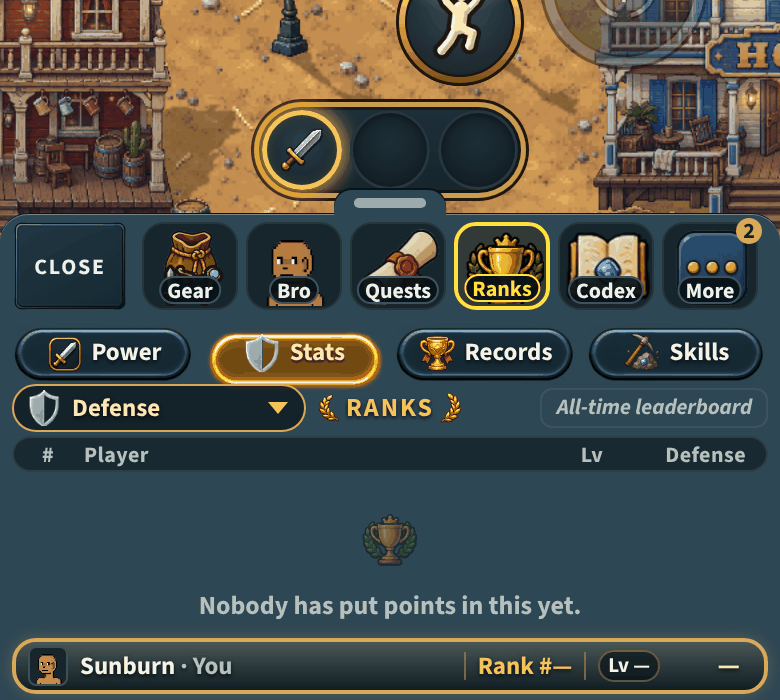 HO
CLOSE
Gear
Bro
Quests
Ranks
Codex
2
More
Power
Stats
Records
Skills
Defense
RANKS
All-time leaderboard
# Player Lv Defense
Nobody has put points in this yet.
Sunburn · You Rank #— Lv — —